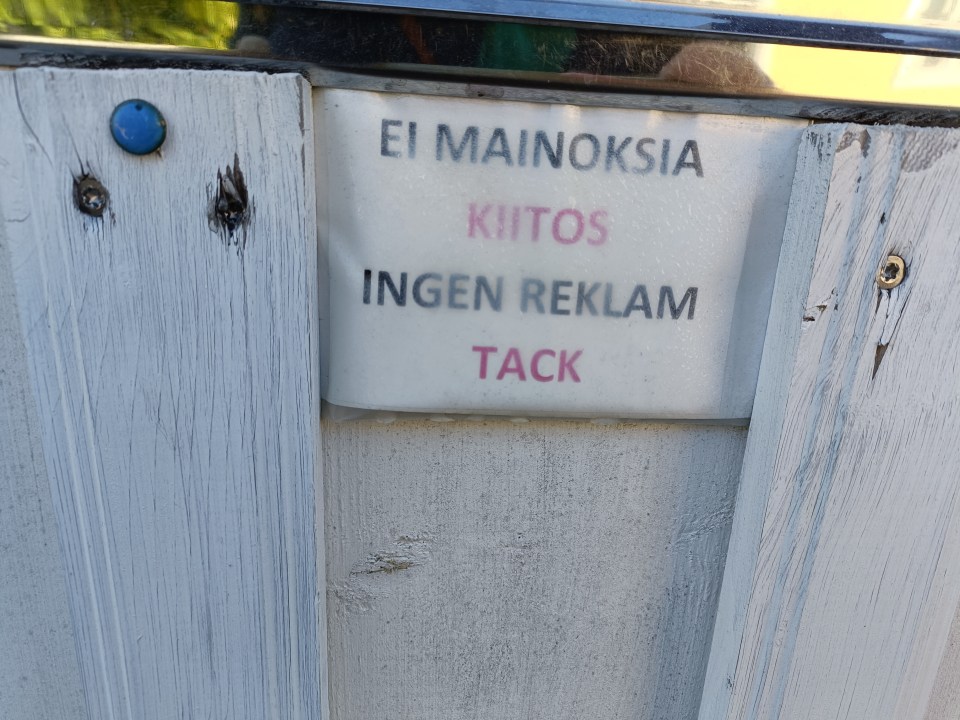 EI MAINOKSIA
KIITOS
INGEN REKLAM
TACK